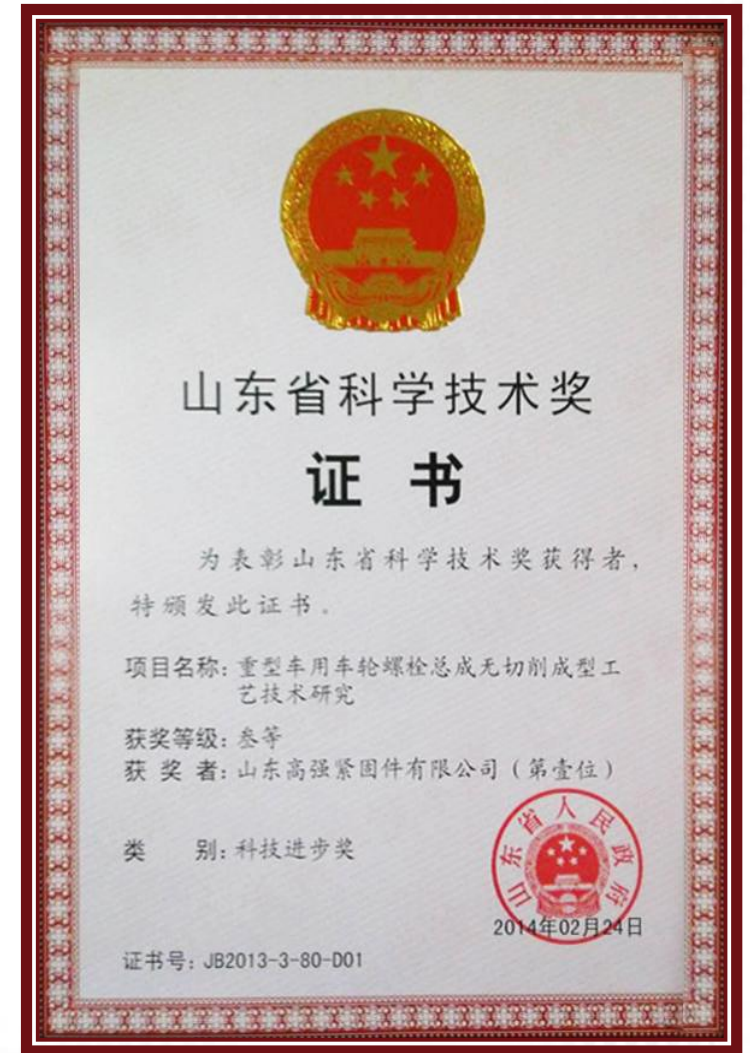 山东省科学技术奖
证书
为表彰山东省科学技术奖获得者，
特颁发此证书。
项目名称：重型车用车轮螺栓总成无切削成型工
艺技术研究
获奖等级：叁等
获奖者：山东高强紧固件有限公司（第壹位）
类别：科技进步奖
山东省人民政府
2014年02月24日
证书号：JB2013-3-80-D01